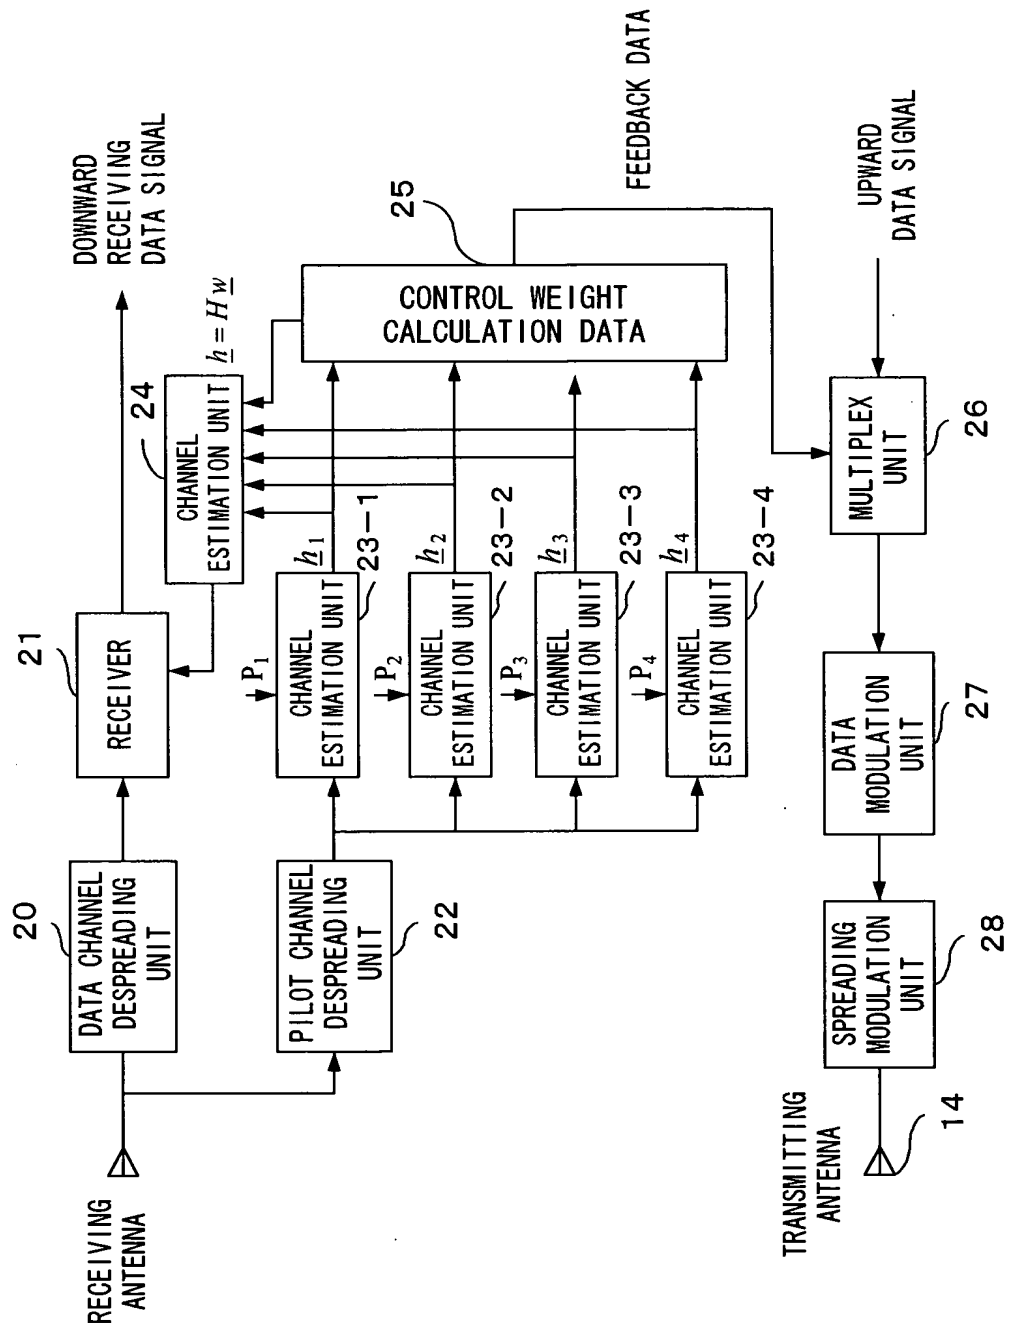 RECEIVING
ANTENNA
20
DATA CHANNEL
DESPREADING
UNIT
21
RECEIVER
DOWNWARD
RECEIVING
DATA SIGNAL
24
CHANNEL
ESTIMATION UNIT
h = H w
22
PILOT CHANNEL
DESPREADING
UNIT
P1
CHANNEL
ESTIMATION UNIT
h1
23-1
P2
CHANNEL
ESTIMATION UNIT
h2
23-2
P3
CHANNEL
ESTIMATION UNIT
h3
23-3
P4
CHANNEL
ESTIMATION UNIT
h4
23-4
25
CONTROL WEIGHT
CALCULATION DATA
FEEDBACK DATA
TRANSMITTING
ANTENNA
14
SPREADING
MODULATION
UNIT
28
DATA
MODULATION
UNIT
27
MULTIPLEX
UNIT
26
UPWARD
DATA SIGNAL